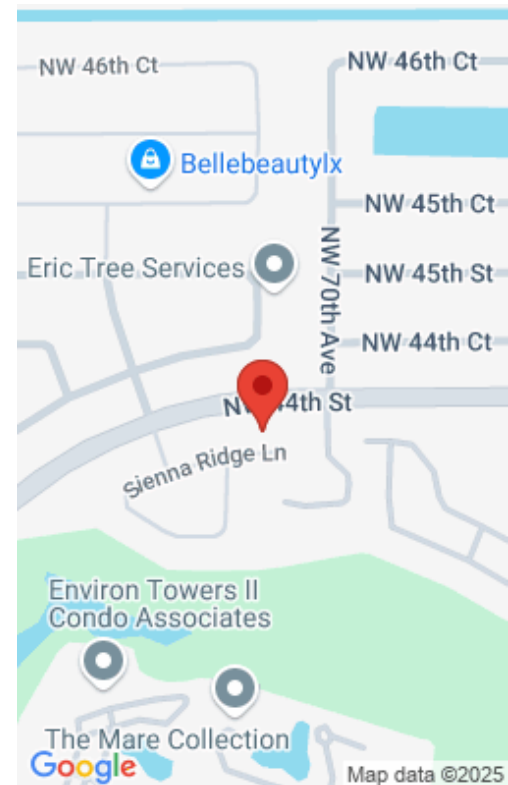 NW 46th Ct
NW 46th Ct
Bellebeautylx
NW 45th Ct
Eric Tree Services
NW 45th St
NW 70th Ave
NW 44th Ct
4th St
Sienna Ridge Ln
Environ Towers II
Condo Associates
The Mare Collection
Google
Map data ©2025